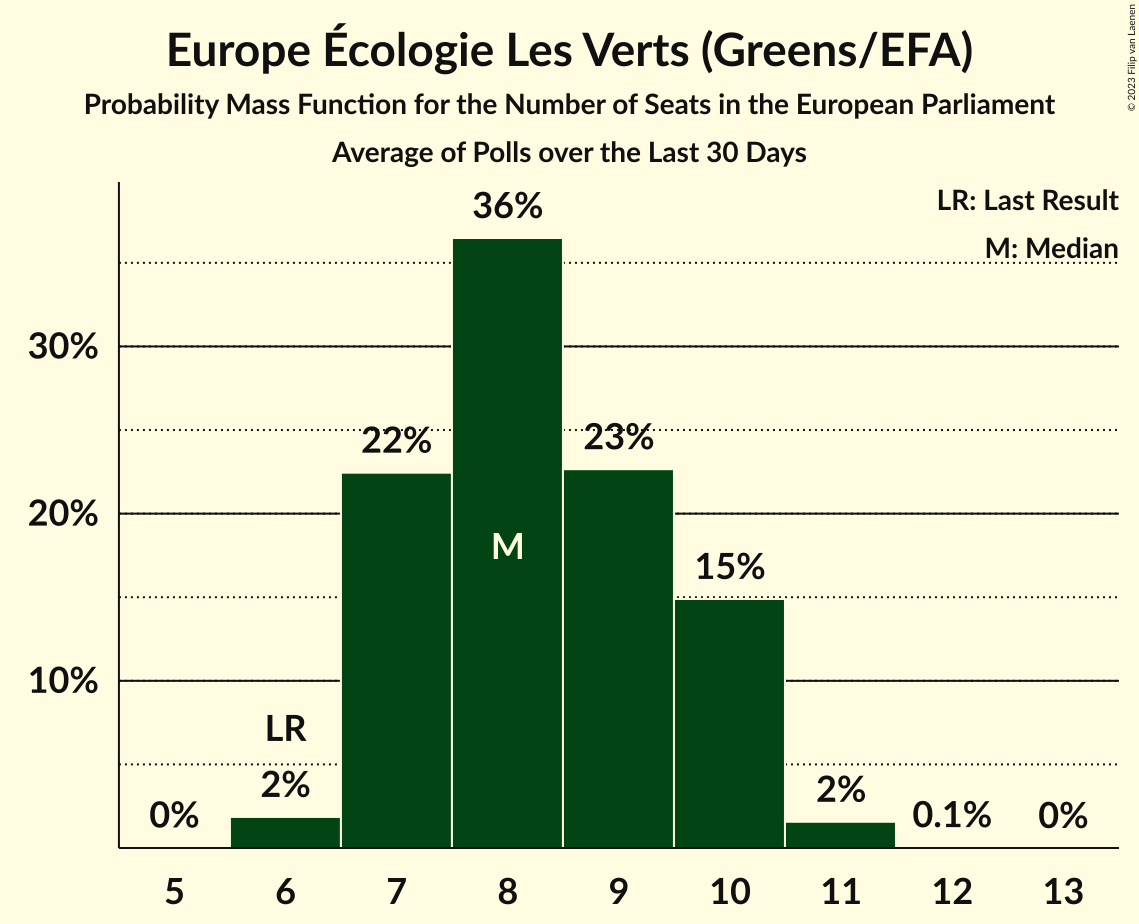 Europe Écologie Les Verts (Greens/EFA)
Probability Mass Function for the Number of Seats in the European Parliament
Average of Polls over the Last 30 Days
© 2023 Filip van Laenen
LR: Last Result
M: Median
36%
30%
22%
23%
20%
M
15%
10%
LR
0%
2%
2%
0.1%
0%
5 6 7 8 9 10 11 12 13